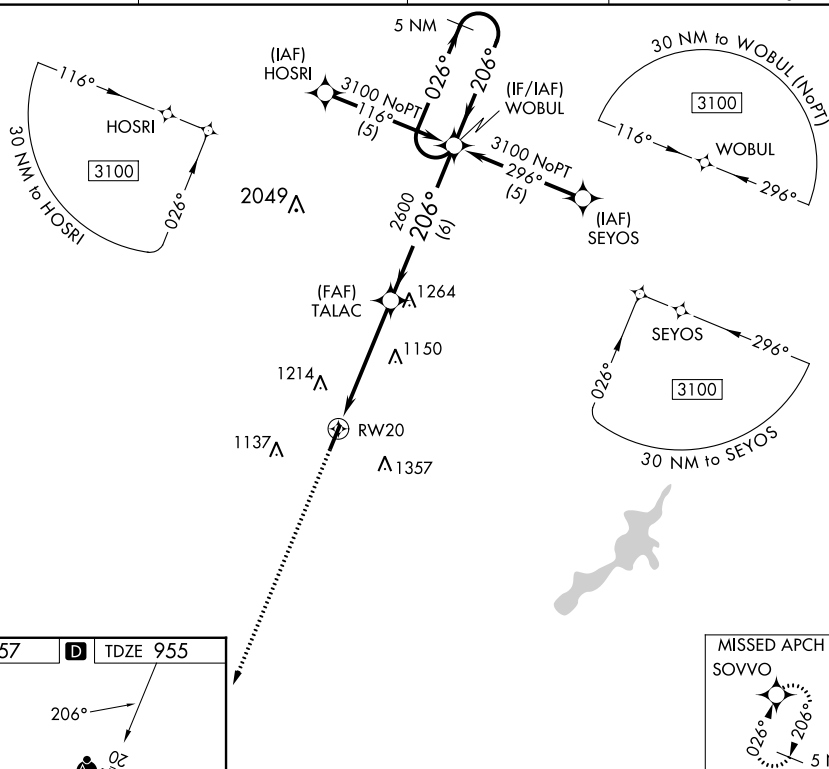 5 NM
026°
206°
(IAF)
HOSRI
3100 NoPT
116°
(5)
(IF/IAF)
WOBUL
3100 NoPT
296°
(5)
(IAF)
SEYOS
116°
HOSRI
3100
026°
30 NM to HOSRI
30 NM to WOBUL (NoPT)
3100
116°
WOBUL
296°
2049
2600
206°
(6)
(FAF)
TALAC
1264
1150
1214
RW20
1137
1357
SEYOS
296°
026°
3100
30 NM to SEYOS
57
D
TDZE 955
206°
20
MISSED APCH
SOVVO
026°
206°
5 N